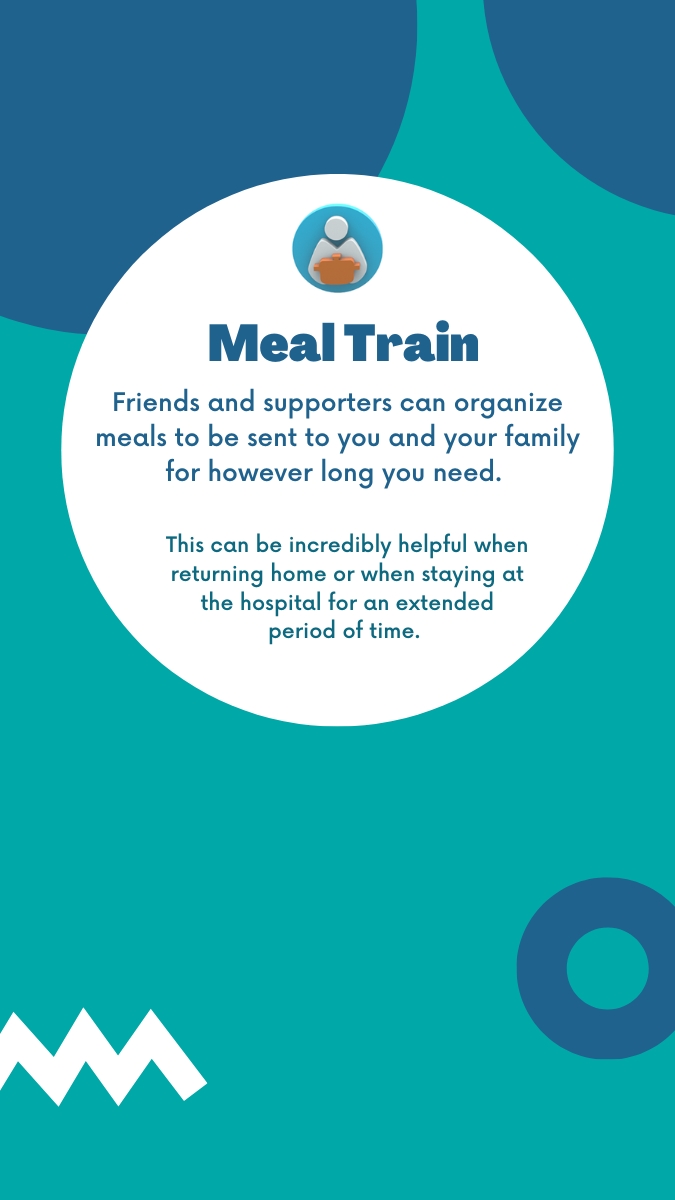 Meal Train
Friends and supporters can organize
meals to be sent to you and your family
for however long you need.
This can be incredibly helpful when
returning home or when staying at
the hospital for an extended
period of time.